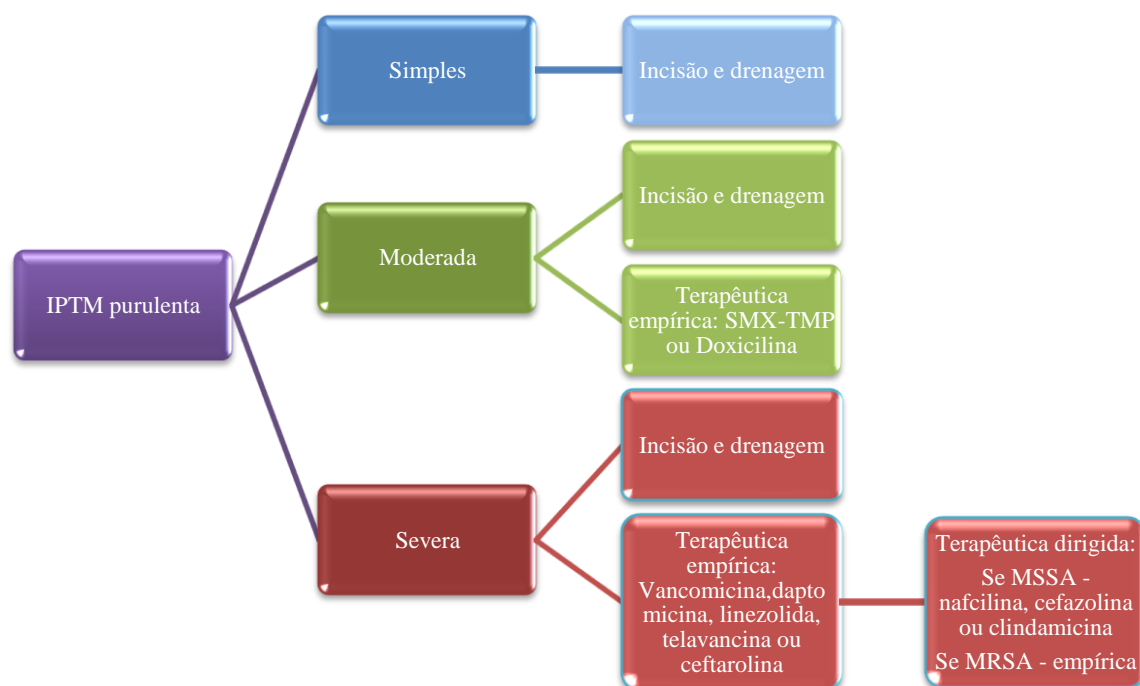 IPTM purulenta
Simples
Incisão e drenagem
Moderada
Incisão e drenagem
Terapêutica
empírica: SMX-TMP
ou Doxicilina
Severa
Incisão e drenagem
Terapêutica
empírica:
Vancomicina,dapto
micina, linezolida,
telavancina ou
ceftarolina
Terapêutica dirigida:
Se MSSA -
nafcilina, cefazolina
ou clindamicina
Se MRSA - empírica